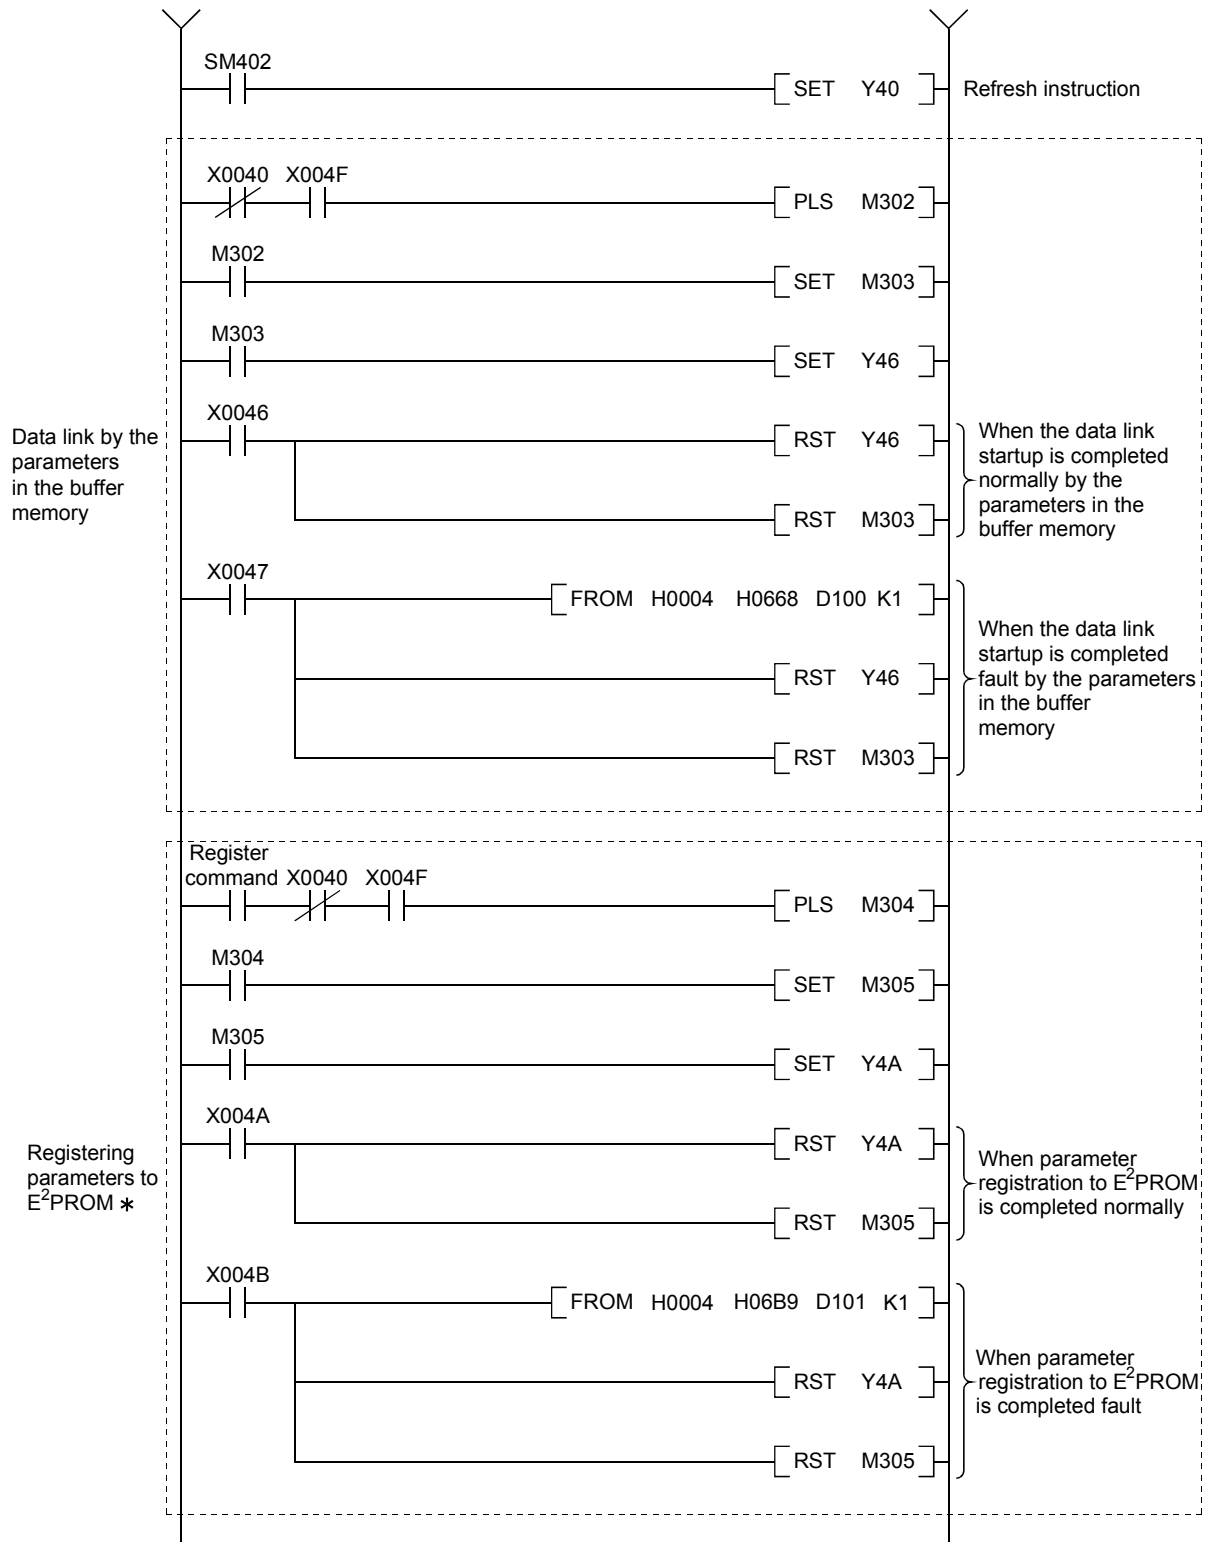 SM402
SET Y40 Refresh instruction
X0040 X004F
PLS M302
M302
SET M303
M303
SET Y46
Data link by the
parameters
in the buffer
memory
X0046
RST Y46
RST M303
When the data link
startup is completed
normally by the
parameters in the
buffer memory
X0047
FROM H0004 H0668 D100 K1
RST Y46
RST M303
When the data link
startup is completed
fault by the parameters
in the buffer
memory
Register
command X0040 X004F
PLS M304
M304
SET M305
M305
SET Y4A
Registering
parameters to
E²PROM *
X004A
RST Y4A
RST M305
When parameter
registration to E²PROM
is completed normally
X004B
FROM H0004 H06B9 D101 K1
RST Y4A
RST M305
When parameter
registration to E²PROM
is completed fault